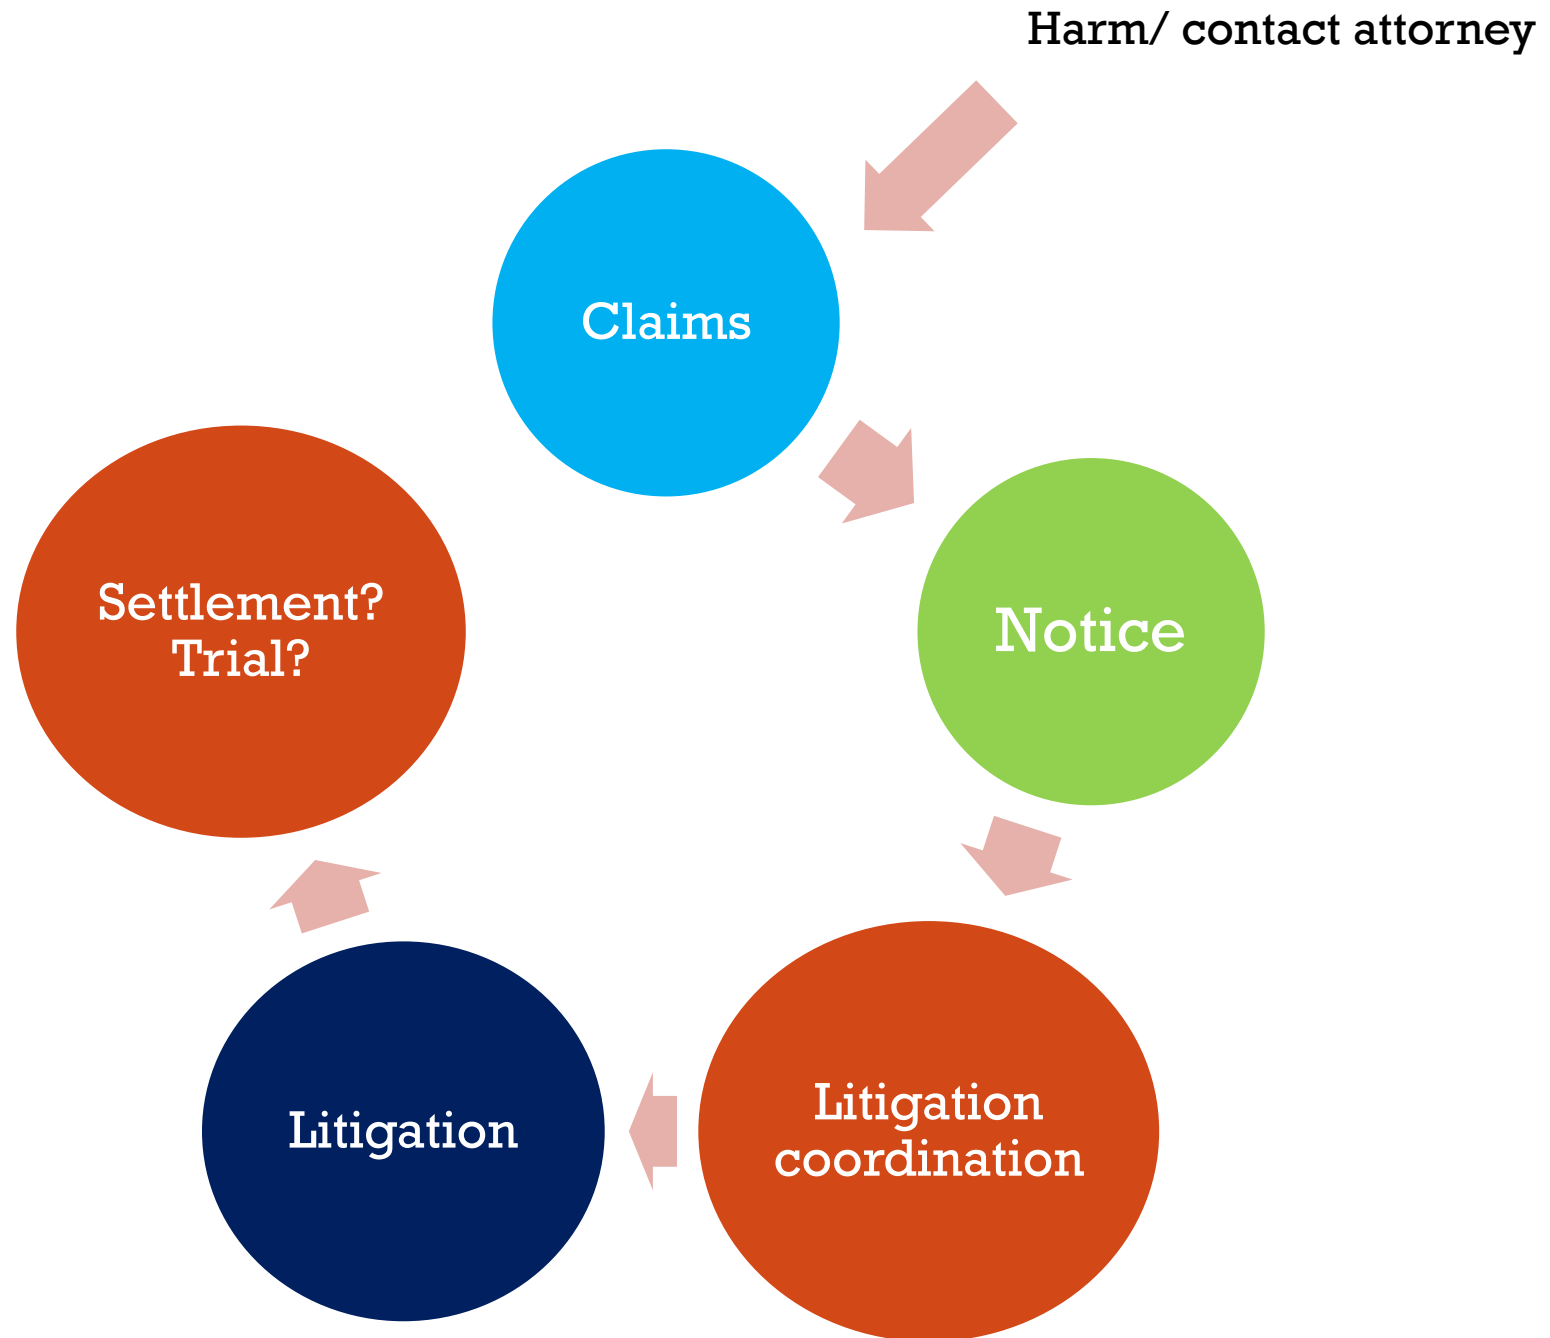 Harm/ contact attorney
Claims
Notice
Litigation
coordination
Litigation
Settlement?
Trial?